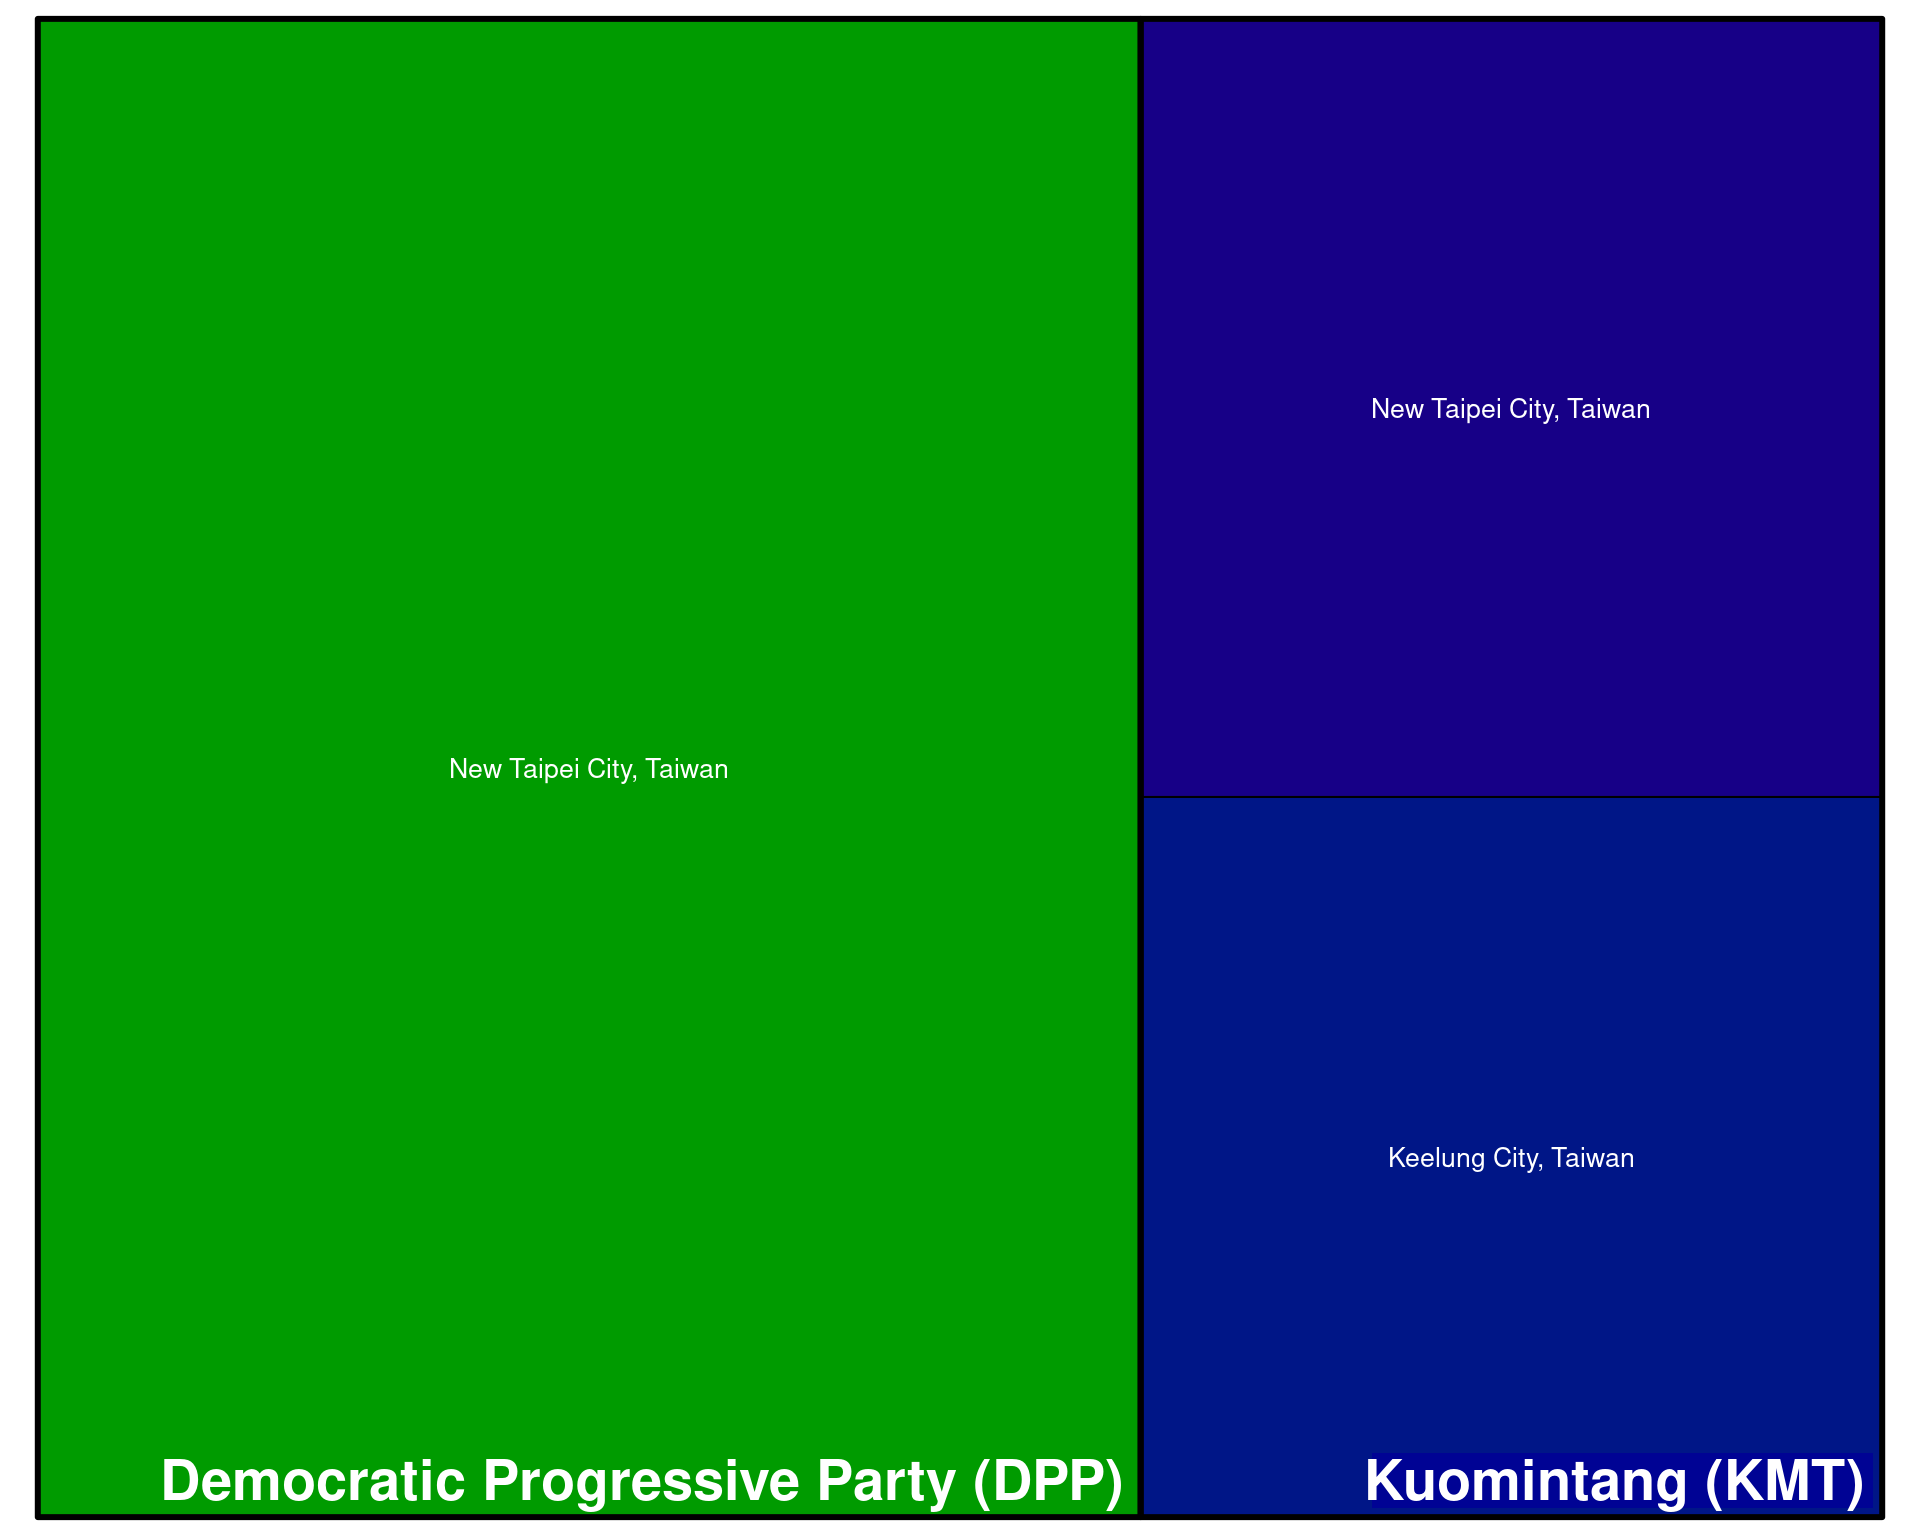 New Taipei City, Taiwan
Democratic Progressive Party (DPP)
New Taipei City, Taiwan
Keelung City, Taiwan
Kuomintang (KMT)